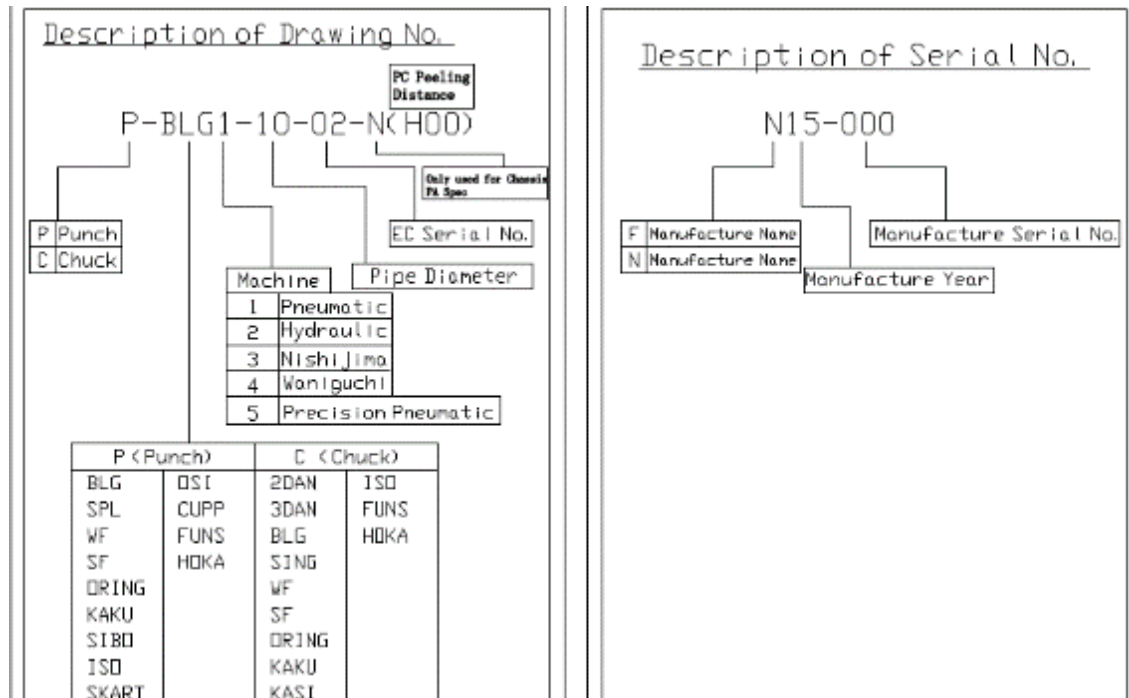 Description of Drawing No.
PC Peeling
Distance
P-BLG1-10-02-N(H00)
Only used for Chassis
PA Spec
P Punch
C Chuck
EC Serial No.
Pipe Diameter
Machine
1 Pneumatic
2 Hydraulic
3 Nishijima
4 Waniguchi
5 Precision Pneumatic
P (Punch) C (Chuck)
BLG OSI 2DAN ISO
SPL CUPP 3DAN FUNS
WF FUNS BLG HOKA
SF HOKA SING
ORING WF
KAKU SF
SIBO ORING
ISO KAKU
SKART KASI
Description of Serial No.
N15-000
F Manufacture Name
N Manufacture Name
Manufacture Serial No.
Manufacture Year